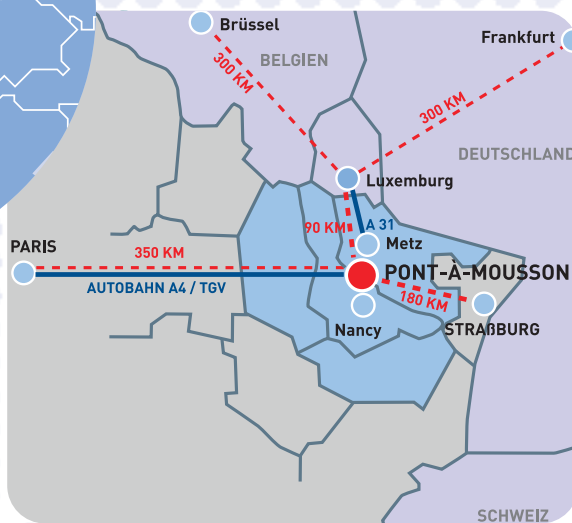 Brüssel
Frankfurt
BELGIEN
300 KM
300 KM
DEUTSCHLAND
Luxemburg
90 KM
A 31
Metz
PARIS
350 KM
PONT-À-MOUSSON
AUTOBAHN A4 / TGV
180 KM
Nancy
STRAßBURG
SCHWEIZ